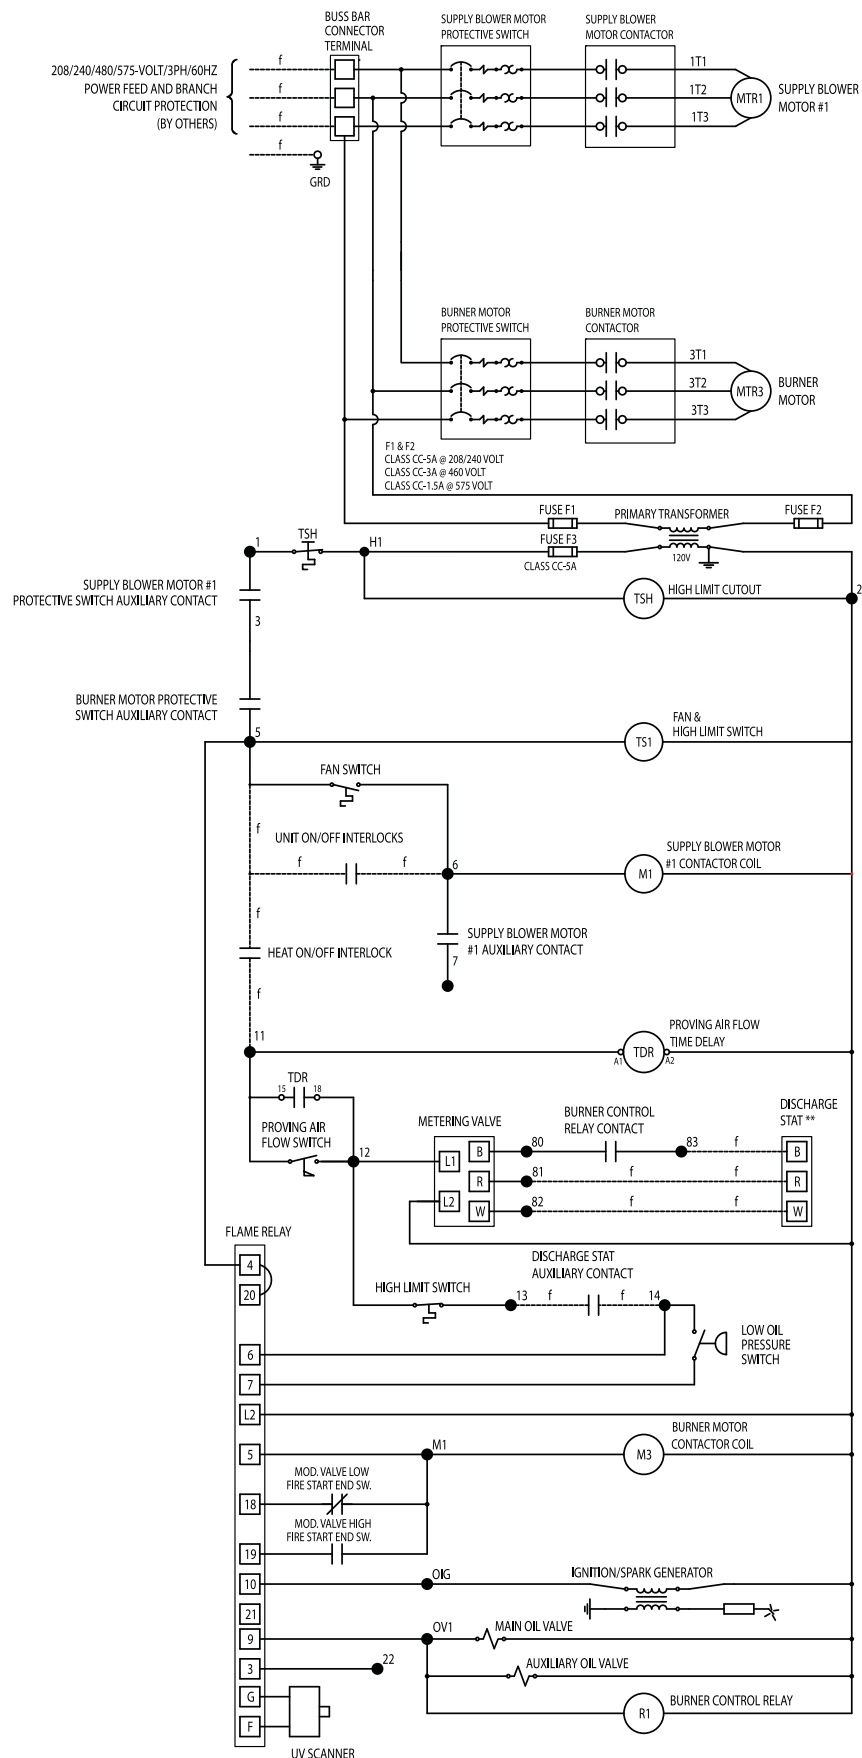 BUSS BAR
CONNECTOR
TERMINAL
SUPPLY BLOWER MOTOR
PROTECTIVE SWITCH
SUPPLY BLOWER
MOTOR CONTACTOR
208/240/480/575-VOLT/3PH/60HZ
POWER FEED AND BRANCH
CIRCUIT PROTECTION
(BY OTHERS)
f
f
f
f
GRD
1T1
1T2
1T3
MTR1
SUPPLY BLOWER
MOTOR #1
BURNER MOTOR
PROTECTIVE SWITCH
BURNER MOTOR
CONTACTOR
3T1
3T2
3T3
MTR3
BURNER
MOTOR
F1 & F2
CLASS CC-5A @ 208/240 VOLT
CLASS CC-3A @ 460 VOLT
CLASS CC-1.5A @ 575 VOLT
FUSE F1
PRIMARY TRANSFORMER
FUSE F2
1
TSH
H1
FUSE F3
CLASS CC-5A
120V
SUPPLY BLOWER MOTOR #1
PROTECTIVE SWITCH AUXILIARY CONTACT
TSH
HIGH LIMIT CUTOUT
2
3
BURNER MOTOR PROTECTIVE
SWITCH AUXILIARY CONTACT
5
TS1
FAN &
HIGH LIMIT SWITCH
FAN SWITCH
f
UNIT ON/OFF INTERLOCKS
f
f
6
M1
SUPPLY BLOWER MOTOR
#1 CONTACTOR COIL
f
HEAT ON/OFF INTERLOCK
SUPPLY BLOWER MOTOR
#1 AUXILIARY CONTACT
7
f
11
A1
TDR
A2
PROVING AIR FLOW
TIME DELAY
TDR
15
18
PROVING AIR
FLOW SWITCH
12
METERING VALVE
L1
L2
B
R
W
80
BURNER CONTROL
RELAY CONTACT
83
f
81
f
f
82
f
f
DISCHARGE
STAT **
B
R
W
FLAME RELAY
4
20
HIGH LIMIT SWITCH
13
f
DISCHARGE STAT
AUXILIARY CONTACT
f
14
LOW OIL
PRESSURE
SWITCH
6
7
L2
5
M1
M3
BURNER MOTOR
CONTACTOR COIL
MOD. VALVE LOW
FIRE START END SW.
18
MOD. VALVE HIGH
FIRE START END SW.
19
10
OIG
IGNITION/SPARK GENERATOR
21
9
OV1
MAIN OIL VALVE
3
22
AUXILIARY OIL VALVE
G
F
R1
BURNER CONTROL RELAY
UV SCANNER